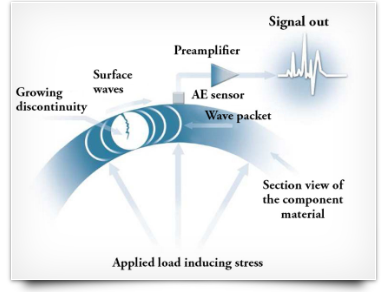 Signal out
Preamplifier
Surface
waves
Growing
discontinuity
AE sensor
Wave packet
Section view of
the component
material
Applied load inducing stress